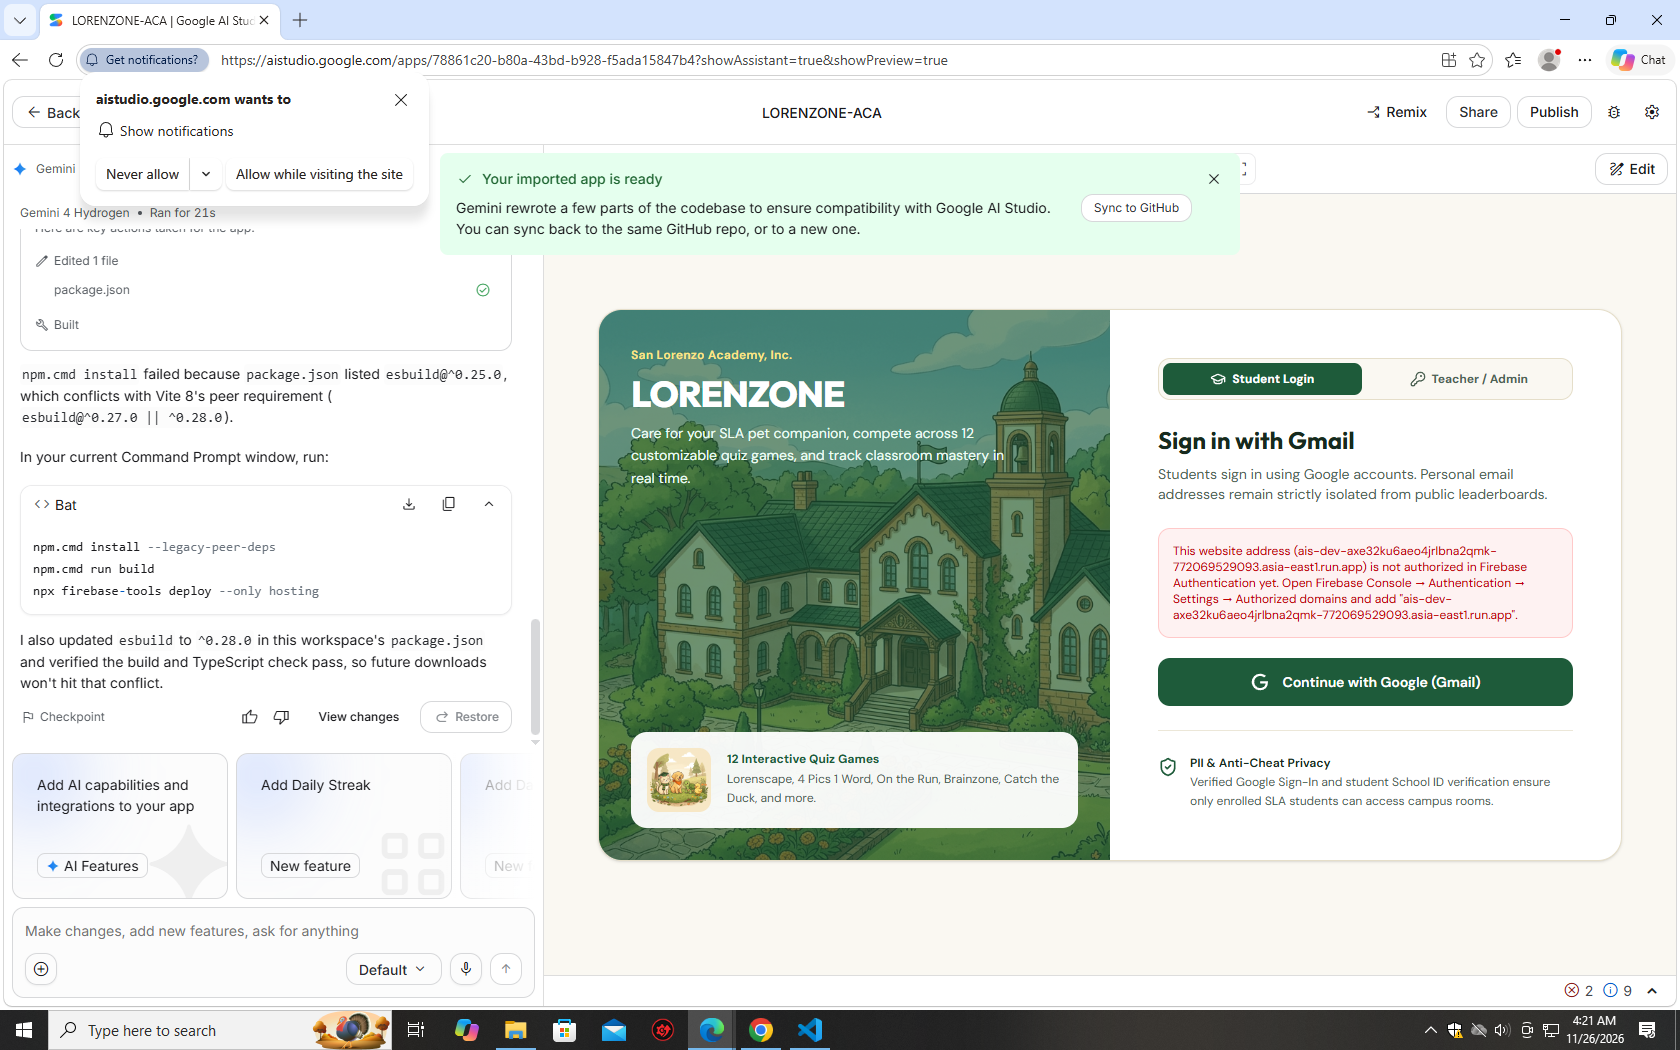 LORENZONE-ACA | Google AI Stud
Get notifications?
https://aistudio.google.com/apps/78861c20-b80a-43bd-b928-f5ada15847b4?showAssistant=true&showPreview=true
Chat
aistudio.google.com wants to
Show notifications
Never allow
Allow while visiting the site
Back
LORENZONE-ACA
Remix
Share
Publish
Gemini
Edit
Your imported app is ready
Gemini rewrote a few parts of the codebase to ensure compatibility with Google AI Studio.
You can sync back to the same GitHub repo, or to a new one.
Sync to GitHub
Gemini 4 Hydrogen • Ran for 21s
Here are key actions taken for the app:
Edited 1 file
package.json
Built
npm.cmd install failed because package.json listed esbuild@^0.25.0,
which conflicts with Vite 8's peer requirement (
esbuild@^0.27.0 || ^0.28.0).
In your current Command Prompt window, run:
<> Bat
npm.cmd install --legacy-peer-deps
npm.cmd run build
npx firebase-tools deploy --only hosting
I also updated esbuild to ^0.28.0 in this workspace's package.json
and verified the build and TypeScript check pass, so future downloads
won't hit that conflict.
Checkpoint
View changes
Restore
Add AI capabilities and
integrations to your app
AI Features
Add Daily Streak
New feature
Add Da
New
Make changes, add new features, ask for anything
Default
San Lorenzo Academy, Inc.
LORENZONE
Care for your SLA pet companion, compete across 12
customizable quiz games, and track classroom mastery in
real time.
12 Interactive Quiz Games
Lorenscape, 4 Pics 1 Word, On the Run, Brainzone, Catch the
Duck, and more.
Student Login
Teacher / Admin
Sign in with Gmail
Students sign in using Google accounts. Personal email
addresses remain strictly isolated from public leaderboards.
This website address (ais-dev-axe32ku6aeo4jrlbna2qmk-
772069529093.asia-east1.run.app) is not authorized in Firebase
Authentication yet. Open Firebase Console → Authentication →
Settings → Authorized domains and add "ais-dev-
axe32ku6aeo4jrlbna2qmk-772069529093.asia-east1.run.app".
Continue with Google (Gmail)
PII & Anti-Cheat Privacy
Verified Google Sign-In and student School ID verification ensure
only enrolled SLA students can access campus rooms.
2
9
Type here to search
4:21 AM
11/26/2026